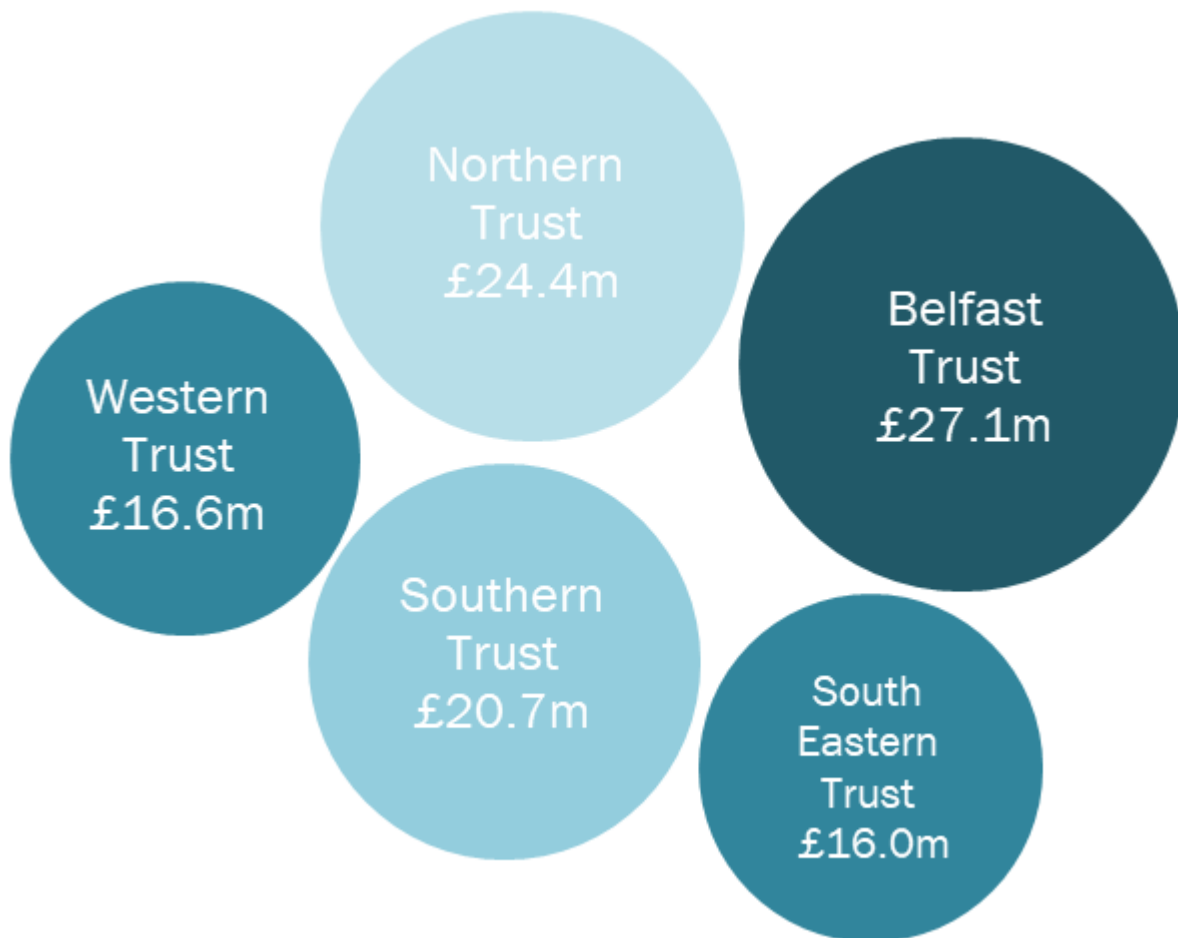 Northern
Trust
£24.4m
Belfast
Trust
£27.1m
Western
Trust
£16.6m
Southern
Trust
£20.7m
South
Eastern
Trust
£16.0m